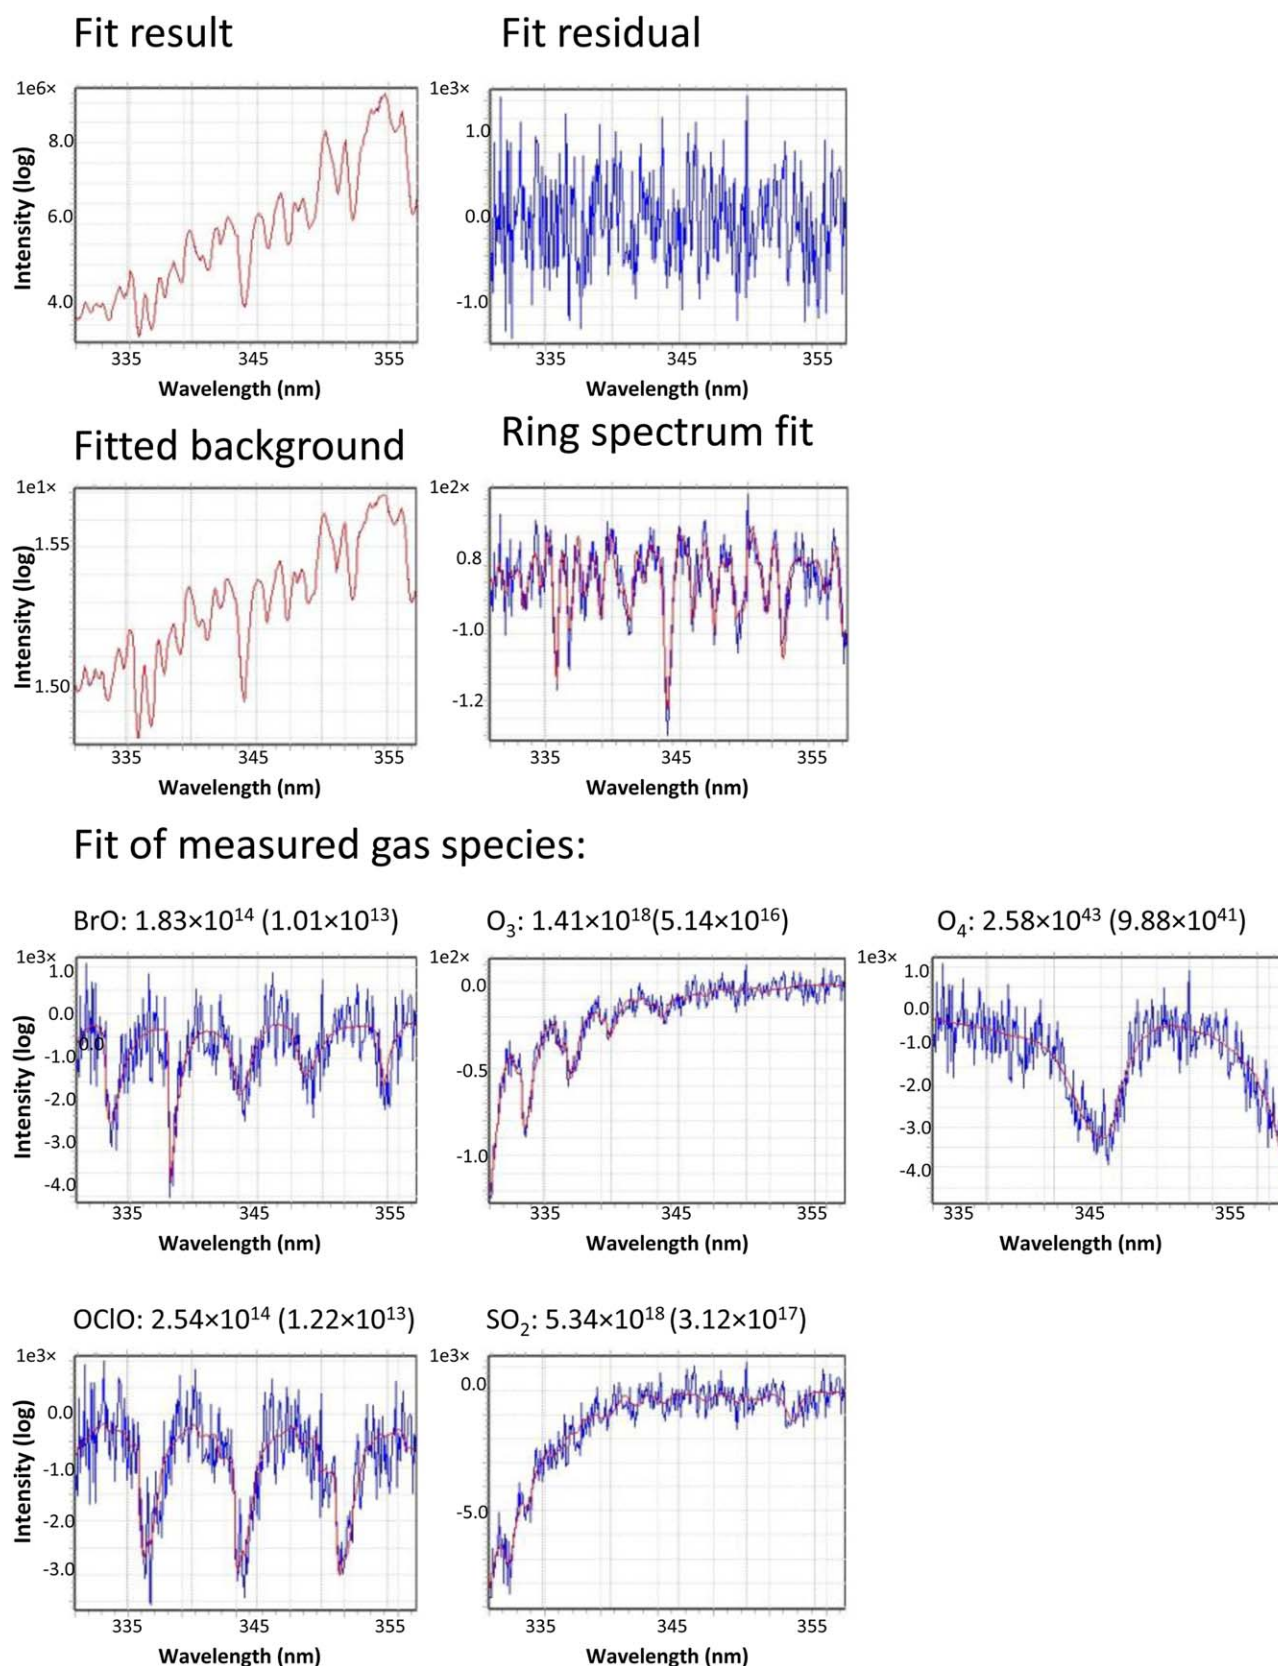 Fit result
Fit residual
1e6×
8.0
6.0
4.0
Intensity (log)
335
345
355
Wavelength (nm)
1e3×
1.0
0.0
-1.0
335
345
355
Wavelength (nm)
Fitted background
Ring spectrum fit
1e1×
1.55
1.50
Intensity (log)
335
345
355
Wavelength (nm)
1e2×
0.8
-1.0
-1.2
335
345
355
Wavelength (nm)
Fit of measured gas species:
BrO: 1.83×10¹⁴ (1.01×10¹³)
1e3×
1.0
0.0
0.0
-1.0
-2.0
-3.0
-4.0
Intensity (log)
335
345
355
Wavelength (nm)
O₃: 1.41×10¹⁸(5.14×10¹⁶)
1e2×
0.0
-0.5
-1.0
335
345
355
Wavelength (nm)
O₄: 2.58×10⁴³ (9.88×10⁴¹)
1e3×
1.0
0.0
-1.0
-2.0
-3.0
-4.0
335
345
355
Wavelength (nm)
OClO: 2.54×10¹⁴ (1.22×10¹³)
1e3×
0.0
-1.0
-2.0
-3.0
Intensity (log)
335
345
355
Wavelength (nm)
SO₂: 5.34×10¹⁸ (3.12×10¹⁷)
1e3×
0.0
-5.0
335
345
355
Wavelength (nm)